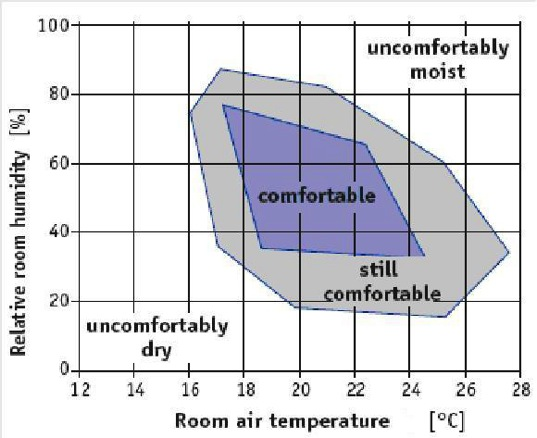 100
uncomfortably
moist
80
60
comfortable
40
still
comfortable
20
uncomfortably
dry
0
12 14 16 18 20 22 24 26 28
Room air temperature [°C]
Relative room humidity [%]